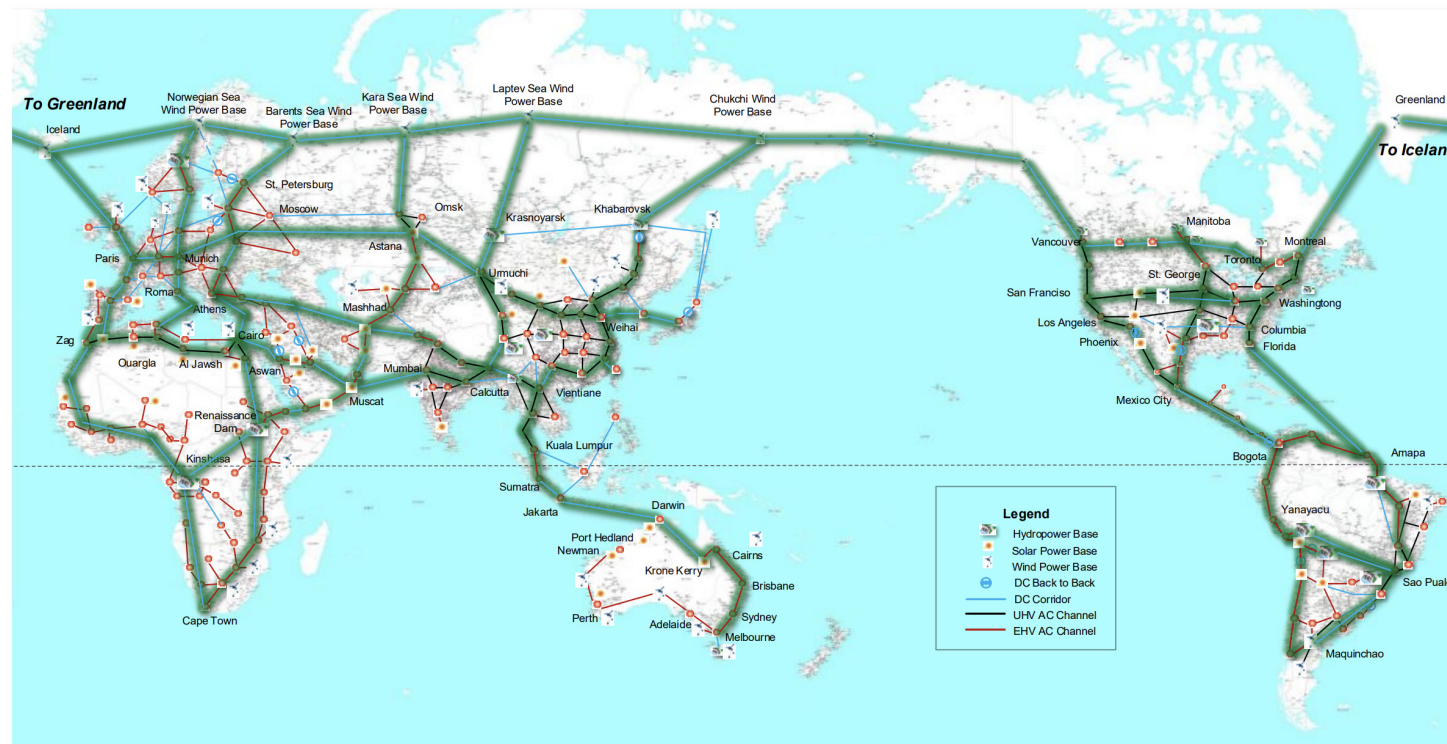 To Greenland
Iceland
Norwegian Sea
Wind Power Base
Barents Sea Wind
Power Base
Kara Sea Wind
Power Base
Laptev Sea Wind
Power Base
Chukchi Wind
Power Base
Greenland
To Icelan
St. Petersburg
Moscow
Omsk
Krasnoyarsk
Khabarovsk
Astana
Paris
Munich
Urmuchi
Roma
Athens
Mashhad
Weihai
Zag
Cairo
Ouargla
Al Jawsh
Aswan
Mumbai
Muscat
Calcutta
Vientiane
Renaissance
Dam
Kinshasa
Kuala Lumpur
Sumatra
Jakarta
Darwin
Port Hedland
Newman
Krone Kerry
Cairns
Brisbane
Perth
Adelaide
Sydney
Melbourne
Cape Town
Manitoba
Vancouver
Montreal
Toronto
St. George
San Franciso
Washingtong
Los Angeles
Columbia
Phoenix
Florida
Mexico City
Bogota
Amapa
Yanayacu
Sao Pualo
Maquinchao
Legend
Hydropower Base
Solar Power Base
Wind Power Base
DC Back to Back
DC Corridor
UHV AC Channel
EHV AC Channel